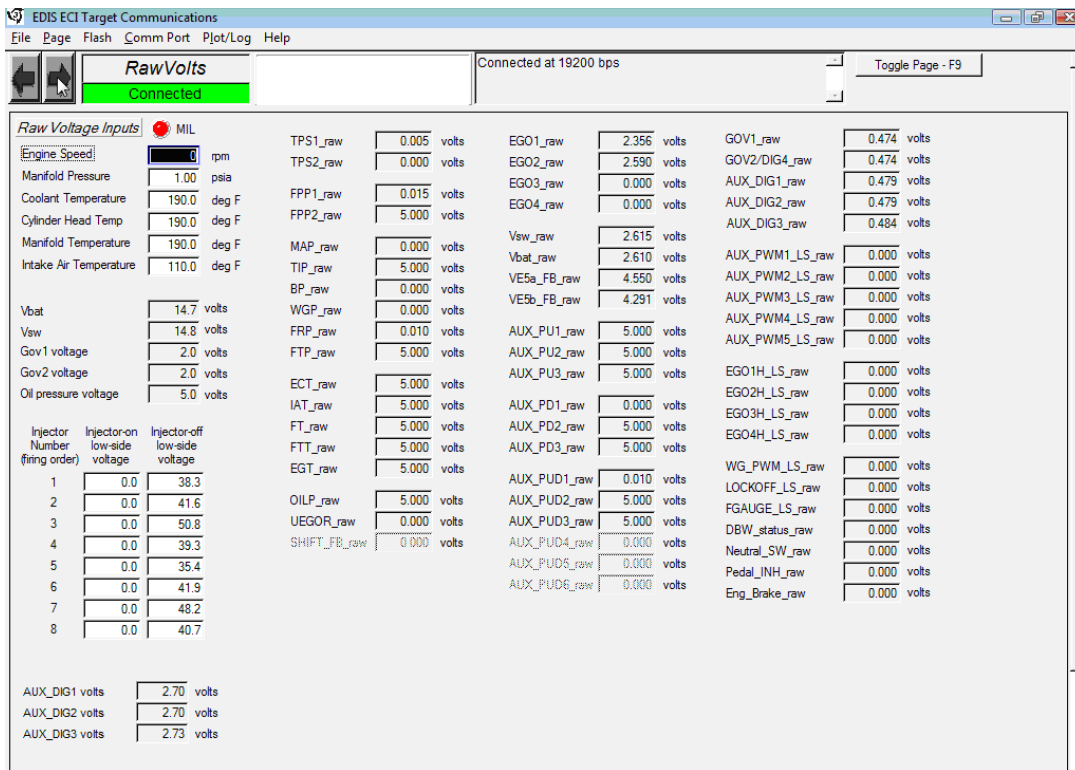 EDIS ECI Target Communications
File Page Flash Comm Port Plot/Log Help
RawVolts
Connected
Connected at 19200 bps
Toggle Page - F9
Raw Voltage Inputs MIL
Engine Speed 0 rpm
Manifold Pressure 1.00 psia
Coolant Temperature 190.0 deg F
Cylinder Head Temp 190.0 deg F
Manifold Temperature 190.0 deg F
Intake Air Temperature 110.0 deg F
Vbat 14.7 volts
Vsw 14.8 volts
Gov1 voltage 2.0 volts
Gov2 voltage 2.0 volts
Oil pressure voltage 5.0 volts
Injector Injector-on Injector-off
Number low-side low-side
(firing order) voltage voltage
1 0.0 38.3
2 0.0 41.6
3 0.0 50.8
4 0.0 39.3
5 0.0 35.4
6 0.0 41.9
7 0.0 48.2
8 0.0 40.7
AUX_DIG1 volts 2.70 volts
AUX_DIG2 volts 2.70 volts
AUX_DIG3 volts 2.73 volts
TPS1_raw 0.005 volts
TPS2_raw 0.000 volts
FPP1_raw 0.015 volts
FPP2_raw 5.000 volts
MAP_raw 0.000 volts
TIP_raw 5.000 volts
BP_raw 0.000 volts
WGP_raw 0.000 volts
FRP_raw 0.010 volts
FTP_raw 5.000 volts
ECT_raw 5.000 volts
IAT_raw 5.000 volts
FT_raw 5.000 volts
FTT_raw 5.000 volts
EGT_raw 5.000 volts
OILP_raw 5.000 volts
UEGOR_raw 0.000 volts
SHIFT_FB_raw 0.000 volts
EGO1_raw 2.356 volts
EGO2_raw 2.590 volts
EGO3_raw 0.000 volts
EGO4_raw 0.000 volts
Vsw_raw 2.615 volts
Vbat_raw 2.610 volts
VE5a_FB_raw 4.550 volts
VE5b_FB_raw 4.291 volts
AUX_PU1_raw 5.000 volts
AUX_PU2_raw 5.000 volts
AUX_PU3_raw 5.000 volts
AUX_PD1_raw 0.000 volts
AUX_PD2_raw 5.000 volts
AUX_PD3_raw 5.000 volts
AUX_PUD1_raw 0.010 volts
AUX_PUD2_raw 5.000 volts
AUX_PUD3_raw 5.000 volts
AUX_PUD4_raw 0.000 volts
AUX_PUD5_raw 0.000 volts
AUX_PUD6_raw 0.000 volts
GOV1_raw 0.474 volts
GOV2/DIG4_raw 0.474 volts
AUX_DIG1_raw 0.479 volts
AUX_DIG2_raw 0.479 volts
AUX_DIG3_raw 0.484 volts
AUX_PWM1_LS_raw 0.000 volts
AUX_PWM2_LS_raw 0.000 volts
AUX_PWM3_LS_raw 0.000 volts
AUX_PWM4_LS_raw 0.000 volts
AUX_PWM5_LS_raw 0.000 volts
EGO1H_LS_raw 0.000 volts
EGO2H_LS_raw 0.000 volts
EGO3H_LS_raw 0.000 volts
EGO4H_LS_raw 0.000 volts
WG_PWM_LS_raw 0.000 volts
LOCKOFF_LS_raw 0.000 volts
FGAUGE_LS_raw 0.000 volts
DBW_status_raw 0.000 volts
Neutral_SW_raw 0.000 volts
Pedal_INH_raw 0.000 volts
Eng_Brake_raw 0.000 volts